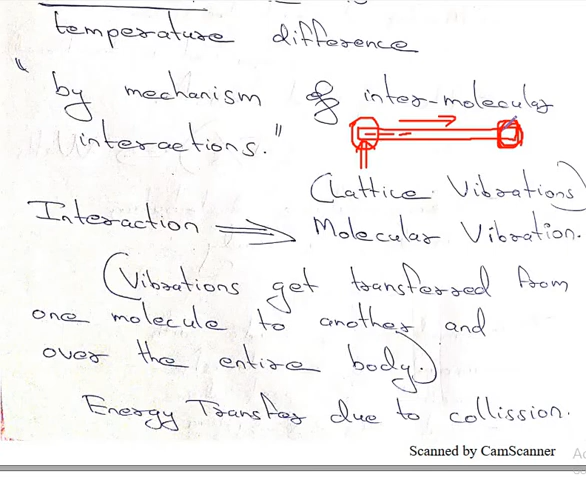 temperature difference
"by mechanism of inter-molecular
interactions."
(Lattice Vibrations)
Interaction ⟹ Molecular Vibration.
(Vibrations get transferred from
one molecule to another and
over the entire body.)
Energy Transfer due to collission.
Scanned by CamScanner